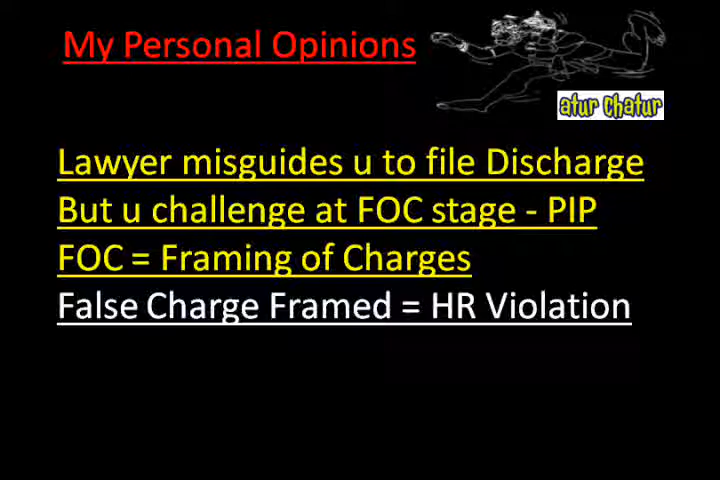 My Personal Opinions
atur chatur
Lawyer misguides u to file Discharge
But u challenge at FOC stage - PIP
FOC = Framing of Charges
False Charge Framed = HR Violation